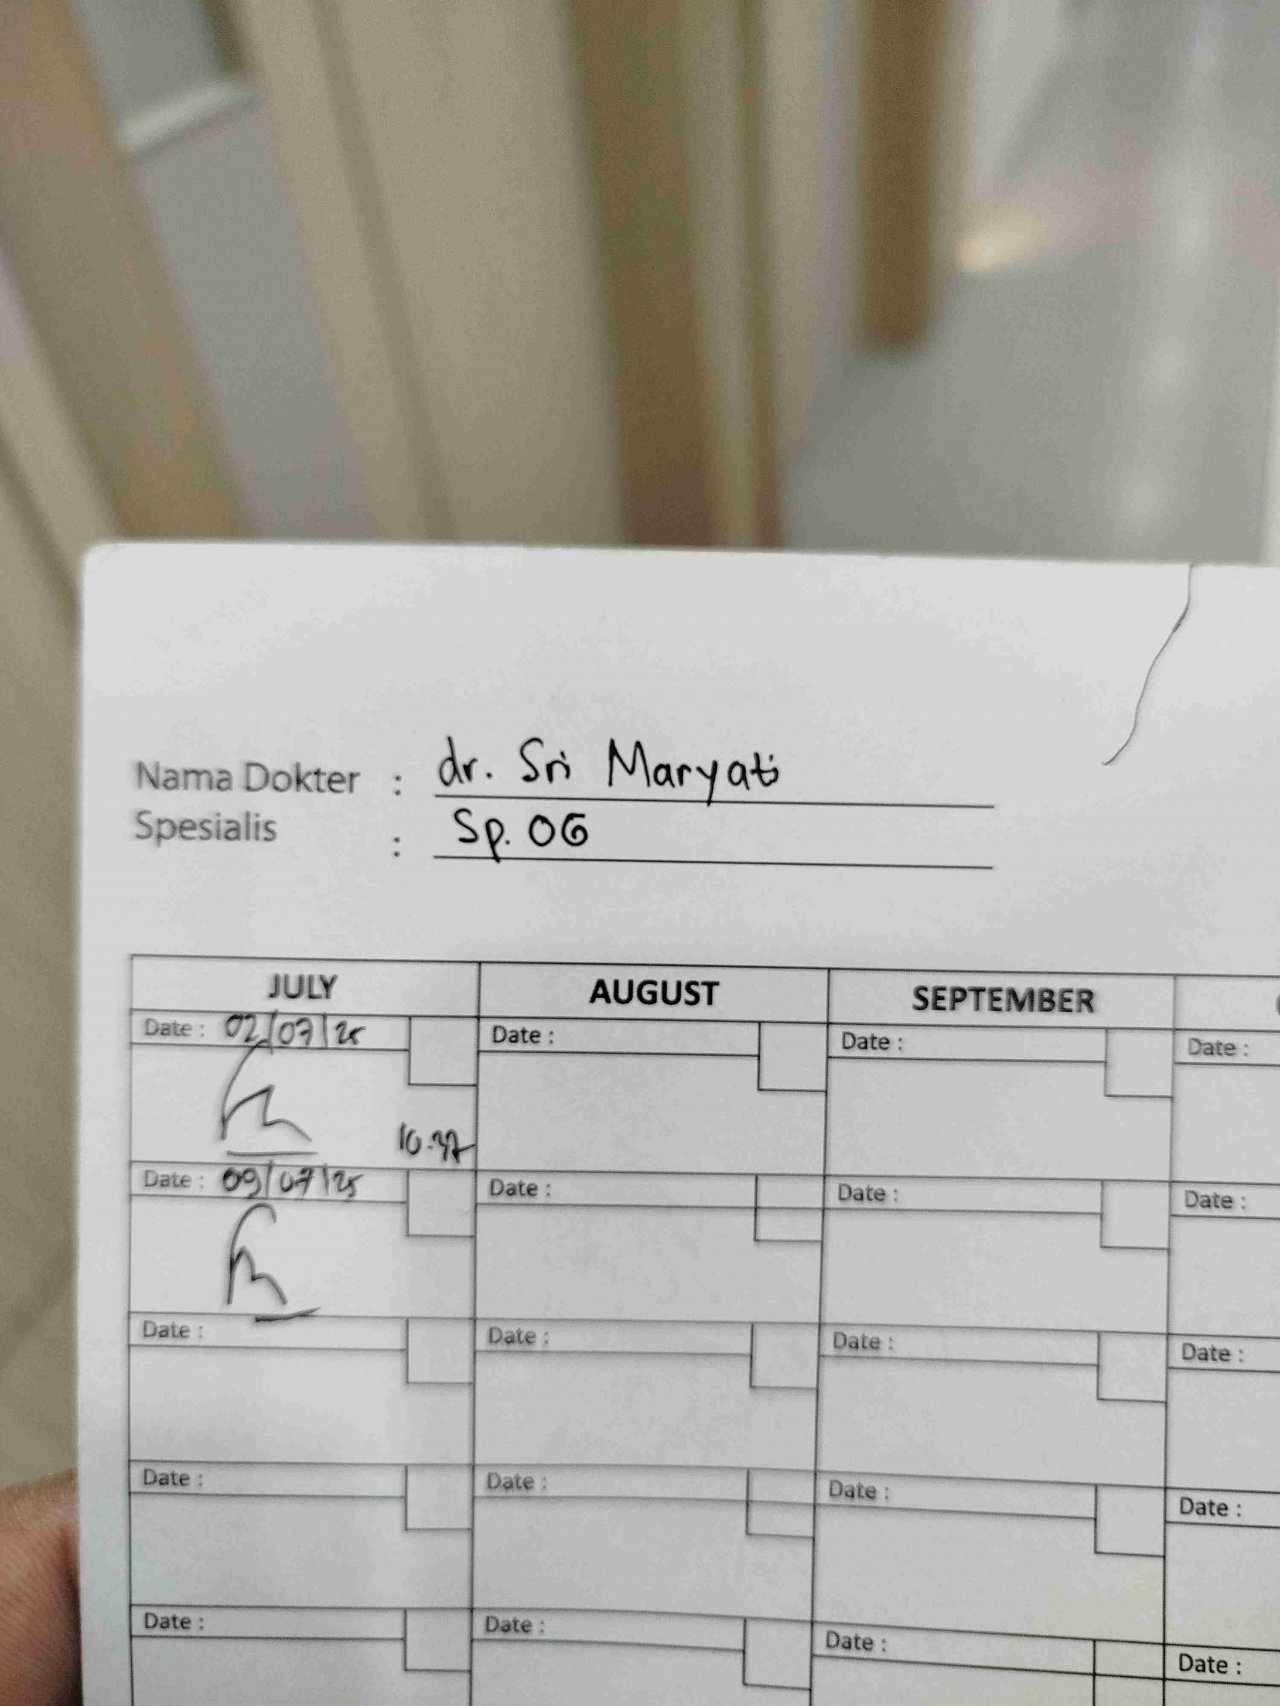 Nama Dokter : dr. Sri Maryati
Spesialis : Sp. OG
JULY AUGUST SEPTEMBER
Date : 02/07/25 Date : Date : Date :
10.37
Date : 09/07/25 Date : Date : Date :
Date : Date : Date : Date :
Date : Date : Date : Date :
Date : Date : Date : Date :